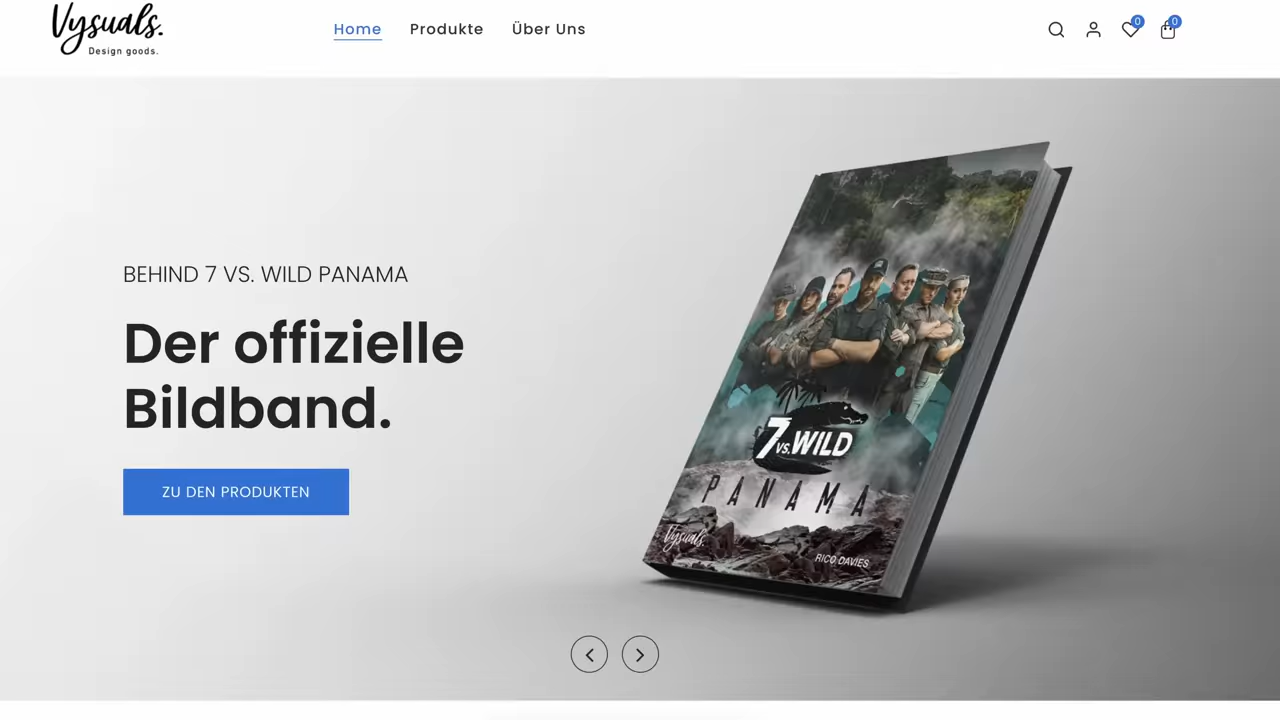 Vysuals.
Design goods.
Home Produkte Über Uns
0 0
BEHIND 7 VS. WILD PANAMA
Der offizielle
Bildband.
ZU DEN PRODUKTEN
7 VS. WILD
PANAMA
Vysuals.
RICO DAVIES